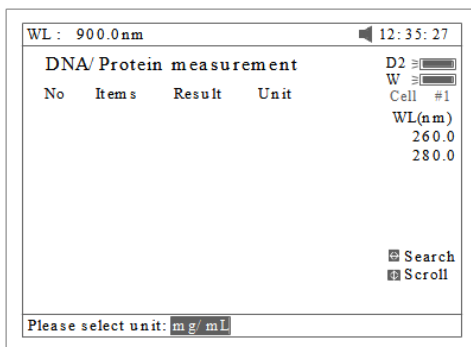 WL: 900.0nm 12:35:27
DNA/Protein measurement
D2
W
No Items Result Unit
Cell #1
WL(nm)
260.0
280.0
Search
Scroll
Please select unit: mg/mL